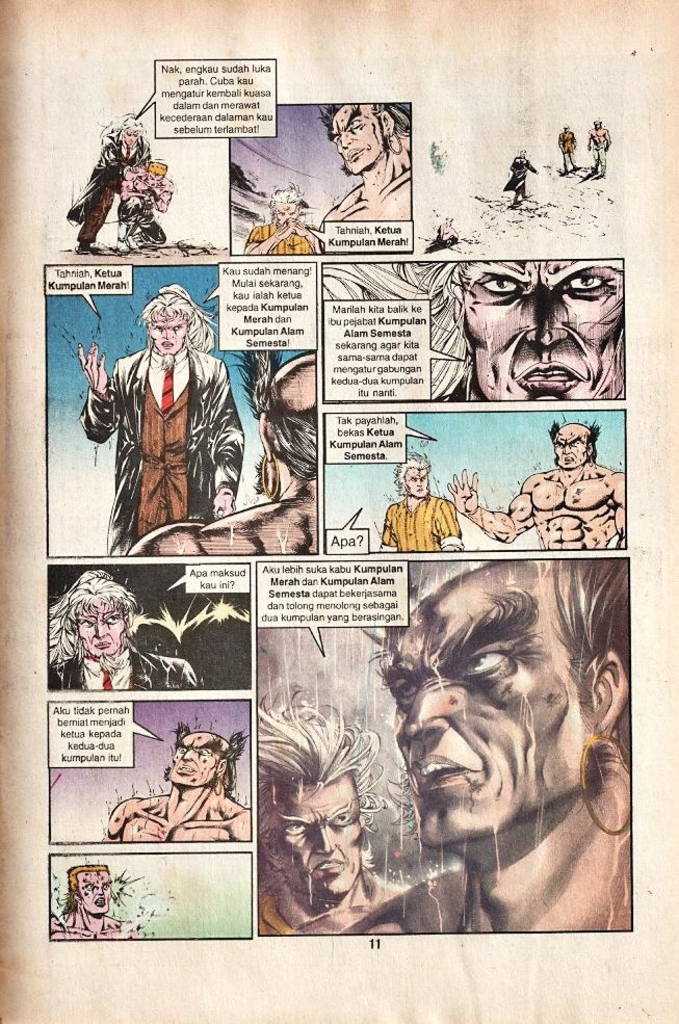 Nak, engkau sudah luka
parah. Cuba kau
mengatur kembali kuasa
dalam dan merawat
kecederaan dalaman kau
sebelum terlambat!
Tahniah, Ketua
Kumpulan Merah!
Tahniah, Ketua
Kumpulan Merah!
Kau sudah menang!
Mulai sekarang,
kau ialah ketua
kepada Kumpulan
Merah dan
Kumpulan Alam
Semesta!
Marilah kita balik ke
ibu pejabat Kumpulan
Alam Semesta
sekarang agar kita
sama-sama dapat
mengatur gabungan
kedua-dua kumpulan
itu nanti.
Tak payahlah,
bekas Ketua
Kumpulan Alam
Semesta.
Apa?
Apa maksud
kau ini?
Aku lebih suka kabu Kumpulan
Merah dan Kumpulan Alam
Semesta dapat bekerjasama
dan tolong menolong sebagai
dua kumpulan yang berasingan.
Aku tidak pernah
berniat menjadi
ketua kepada
kedua-dua
kumpulan itu!
11